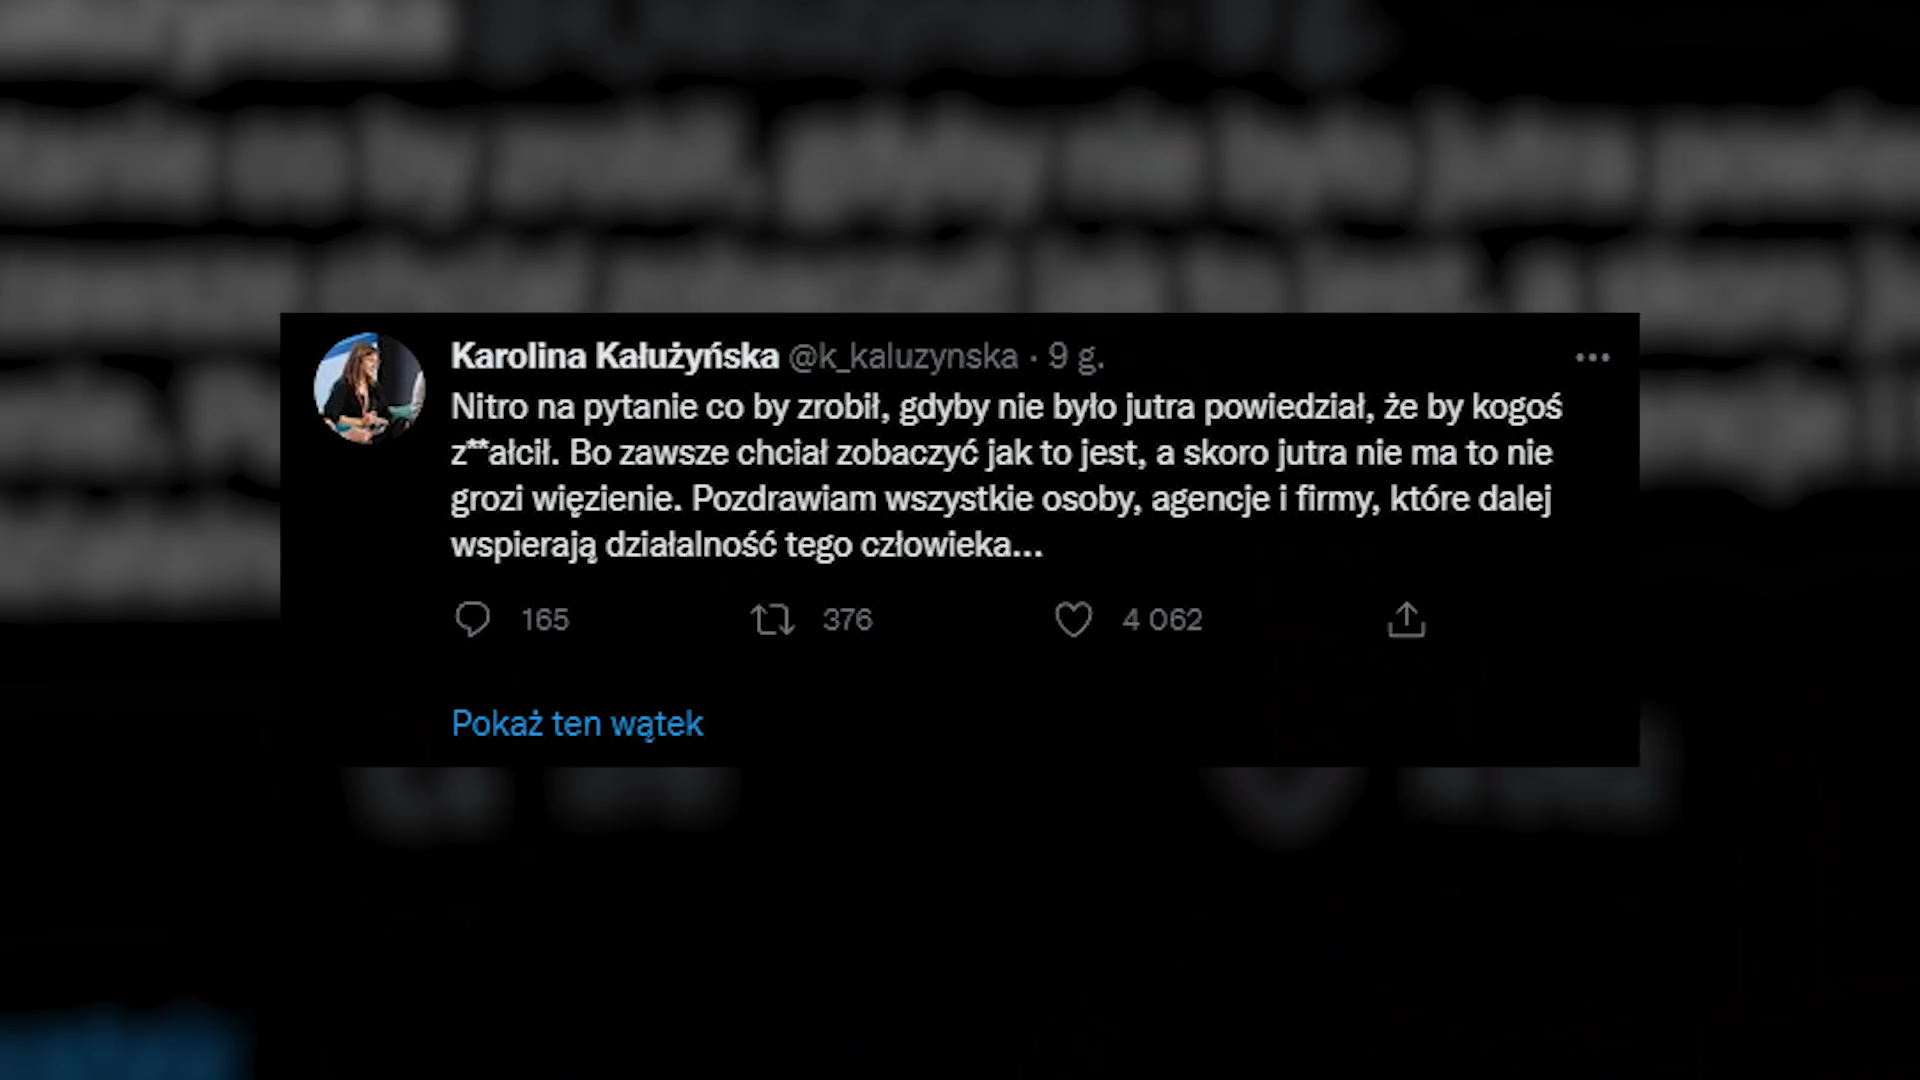 Karolina Kałużyńska @k_kaluzynska · 9 g.
Nitro na pytanie co by zrobił, gdyby nie było jutra powiedział, że by kogoś
z**ałcił. Bo zawsze chciał zobaczyć jak to jest, a skoro jutra nie ma to nie
grozi więzienie. Pozdrawiam wszystkie osoby, agencje i firmy, które dalej
wspierają działalność tego człowieka...
165 376 4 062
Pokaż ten wątek